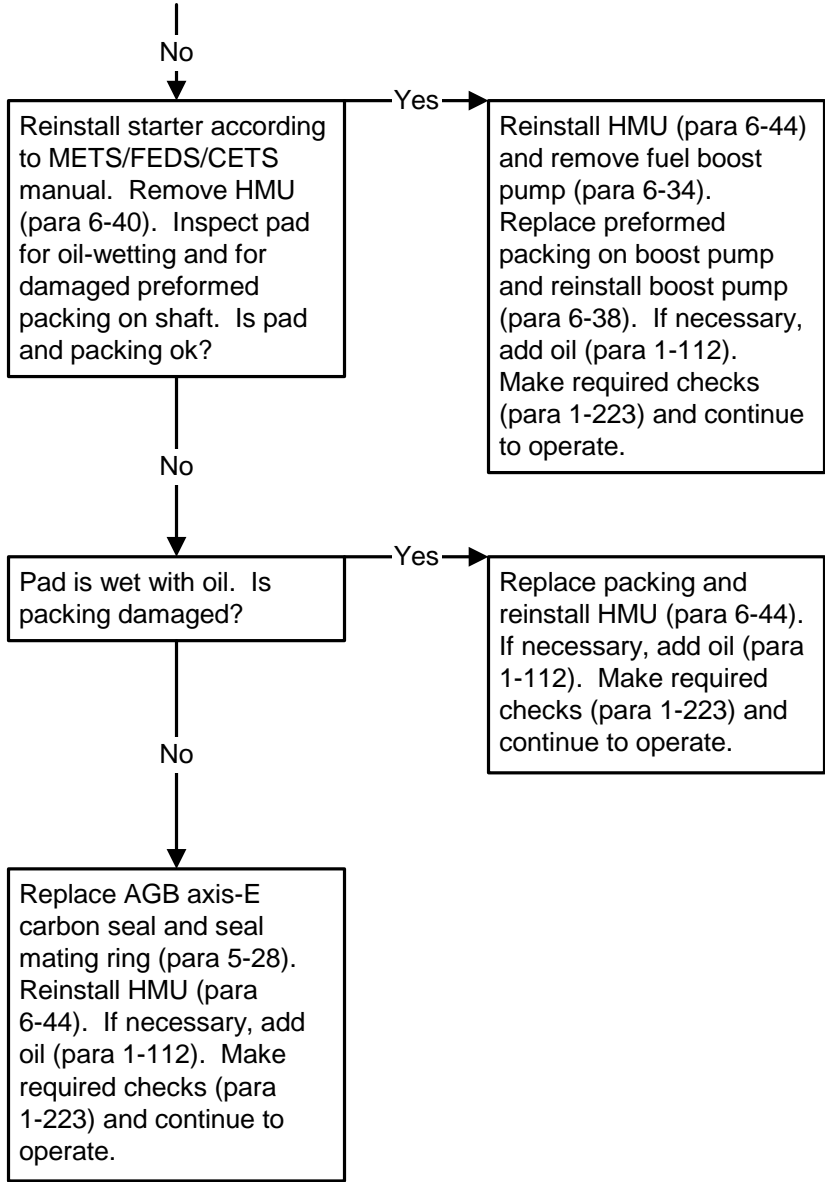 No
Reinstall starter according
to METS/FEDS/CETS
manual.  Remove HMU
(para 6-40).  Inspect pad
for oil-wetting and for
damaged preformed
packing on shaft.  Is pad
and packing ok?
Yes
Reinstall HMU (para 6-44)
and remove fuel boost
pump (para 6-34).
Replace preformed
packing on boost pump
and reinstall boost pump
(para 6-38).  If necessary,
add oil (para 1-112).
Make required checks
(para 1-223) and continue
to operate.
No
Pad is wet with oil.  Is
packing damaged?
Yes
Replace packing and
reinstall HMU (para 6-44).
If necessary, add oil (para
1-112).  Make required
checks (para 1-223) and
continue to operate.
No
Replace AGB axis-E
carbon seal and seal
mating ring (para 5-28).
Reinstall HMU (para
6-44).  If necessary, add
oil (para 1-112).  Make
required checks (para
1-223) and continue to
operate.